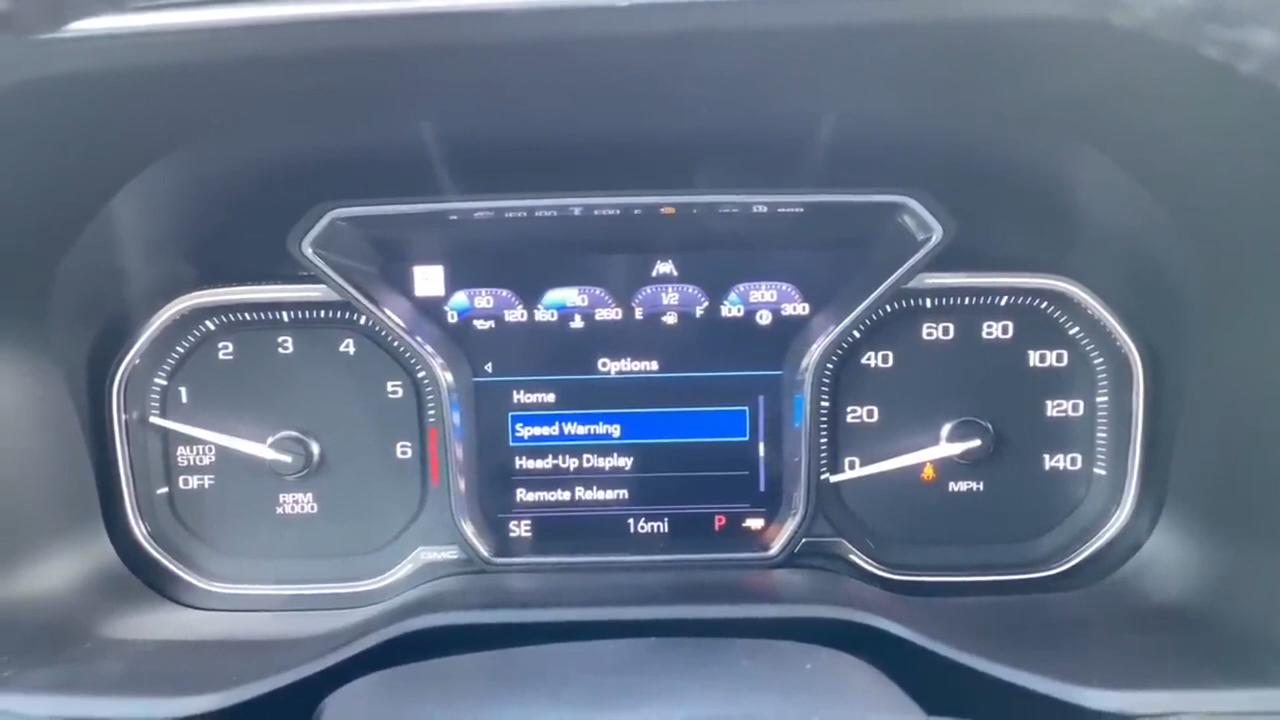 0 60 120
160 210 260
E 1/2 F
100 200 300
Options
Home
Speed Warning
Head-Up Display
Remote Relearn
SE 16mi P
1 2 3 4 5 6
AUTO
STOP
OFF
RPM
x1000
GMC
0 20 40 60 80 100 120 140
MPH